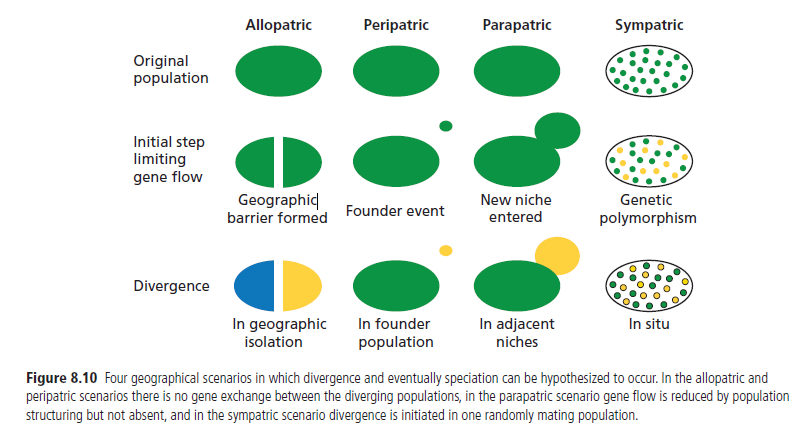 Allopatric Peripatric Parapatric Sympatric
Original
population
Initial step
limiting
gene flow
Geographic
barrier formed
Founder event
New niche
entered
Genetic
polymorphism
Divergence
In geographic
isolation
In founder
population
In adjacent
niches
In situ
Figure 8.10 Four geographical scenarios in which divergence and eventually speciation can be hypothesized to occur. In the allopatric and
peripatric scenarios there is no gene exchange between the diverging populations, in the parapatric scenario gene flow is reduced by population
structuring but not absent, and in the sympatric scenario divergence is initiated in one randomly mating population.